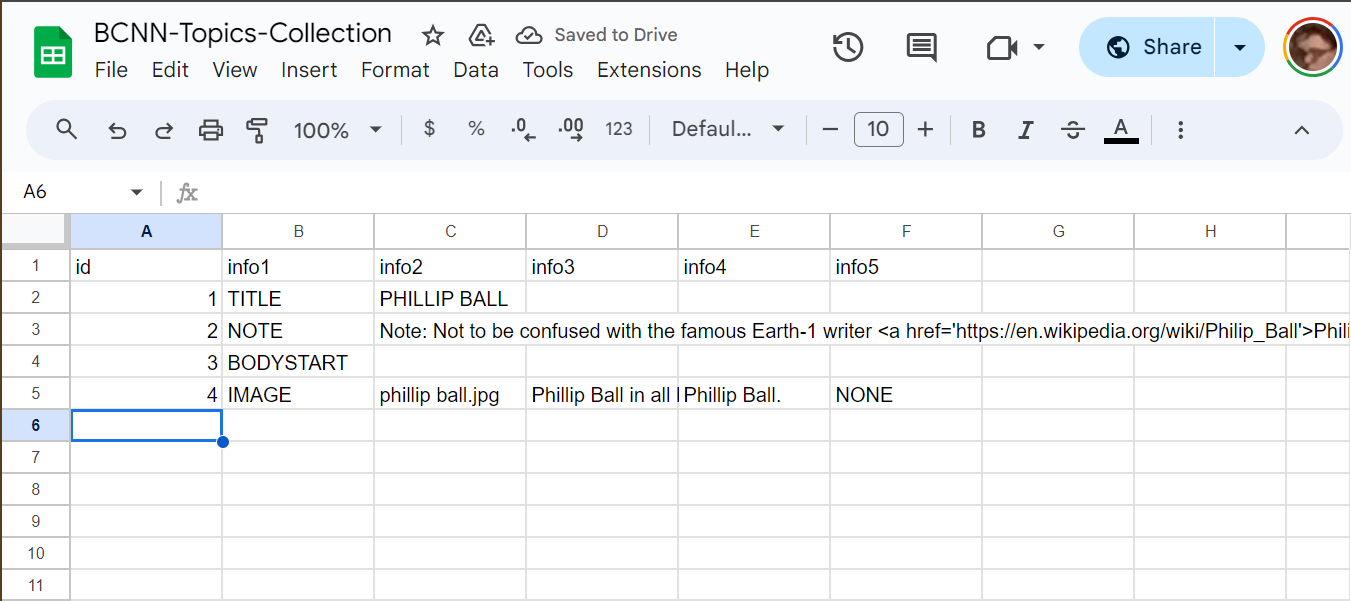 BCNN-Topics-Collection Saved to Drive
File Edit View Insert Format Data Tools Extensions Help
Share
100% $ % .0 .00 123 Defaul... 10 B I S A
A6 fx
A B C D E F G H
1 id info1 info2 info3 info4 info5
2 1 TITLE PHILLIP BALL
3 2 NOTE Note: Not to be confused with the famous Earth-1 writer <a href='https://en.wikipedia.org/wiki/Philip_Ball'>Phili
4 3 BODYSTART
5 4 IMAGE phillip ball.jpg Phillip Ball in all Phillip Ball. NONE
6
7
8
9
10
11